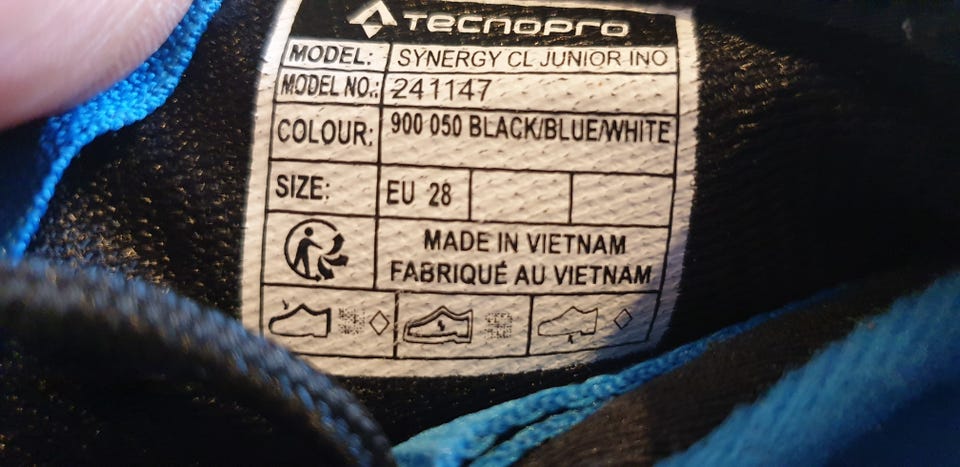 TECNOPRO
MODEL: SYNERGY CL JUNIOR INO
MODEL NO.: 241147
COLOUR: 900 050 BLACK/BLUE/WHITE
SIZE: EU 28
MADE IN VIETNAM
FABRIQUÉ AU VIETNAM